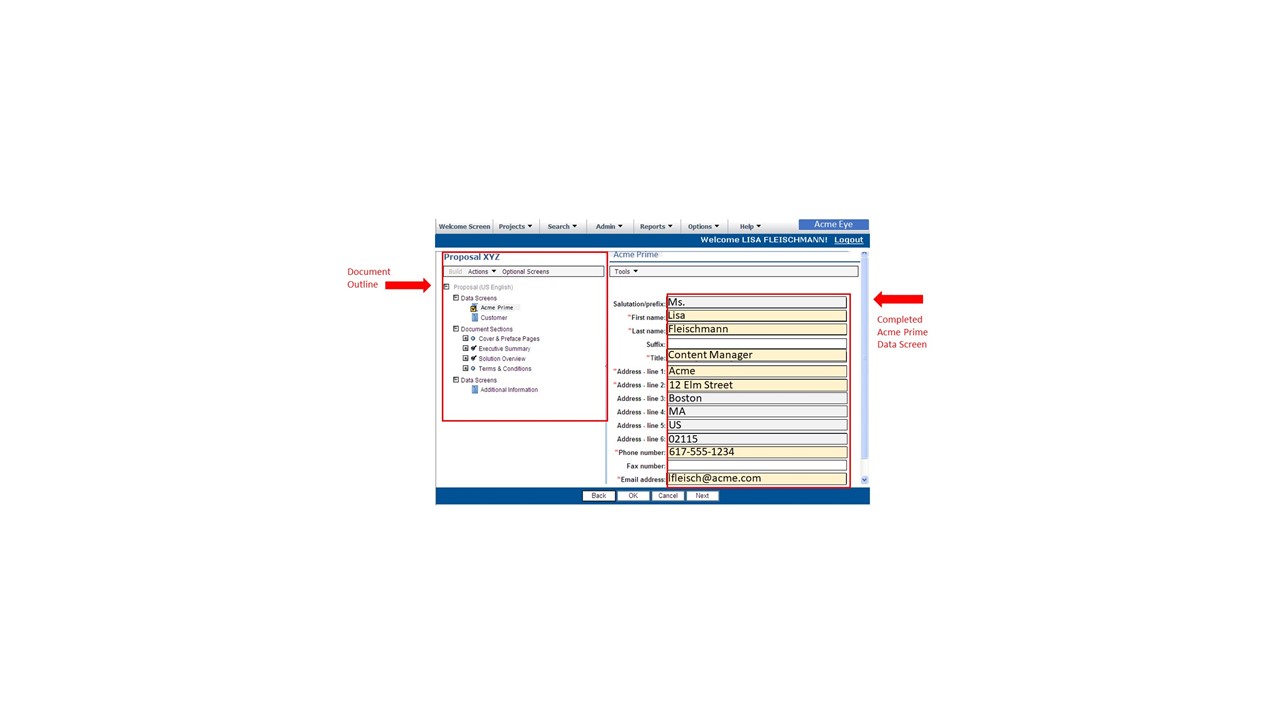 Welcome Screen Projects Search Admin Reports Options Help Acme Eye
Welcome LISA FLEISCHMANN! Logout
Proposal XYZ
Build Actions Optional Screens
Proposal (US English)
Data Screens
Acme Prime
Customer
Document Sections
Cover & Preface Pages
Executive Summary
Solution Overview
Terms & Conditions
Data Screens
Additional Information
Document
Outline
Acme Prime
Tools
Salutation/prefix: Ms.
*First name: Lisa
*Last name: Fleischmann
Suffix:
*Title: Content Manager
*Address - line 1: Acme
*Address - line 2: 12 Elm Street
Address - line 3: Boston
Address - line 4: MA
Address - line 5: US
Address - line 6: 02115
*Phone number: 617-555-1234
Fax number:
*Email address: lfleisch@acme.com
Completed
Acme Prime
Data Screen
Back OK Cancel Next